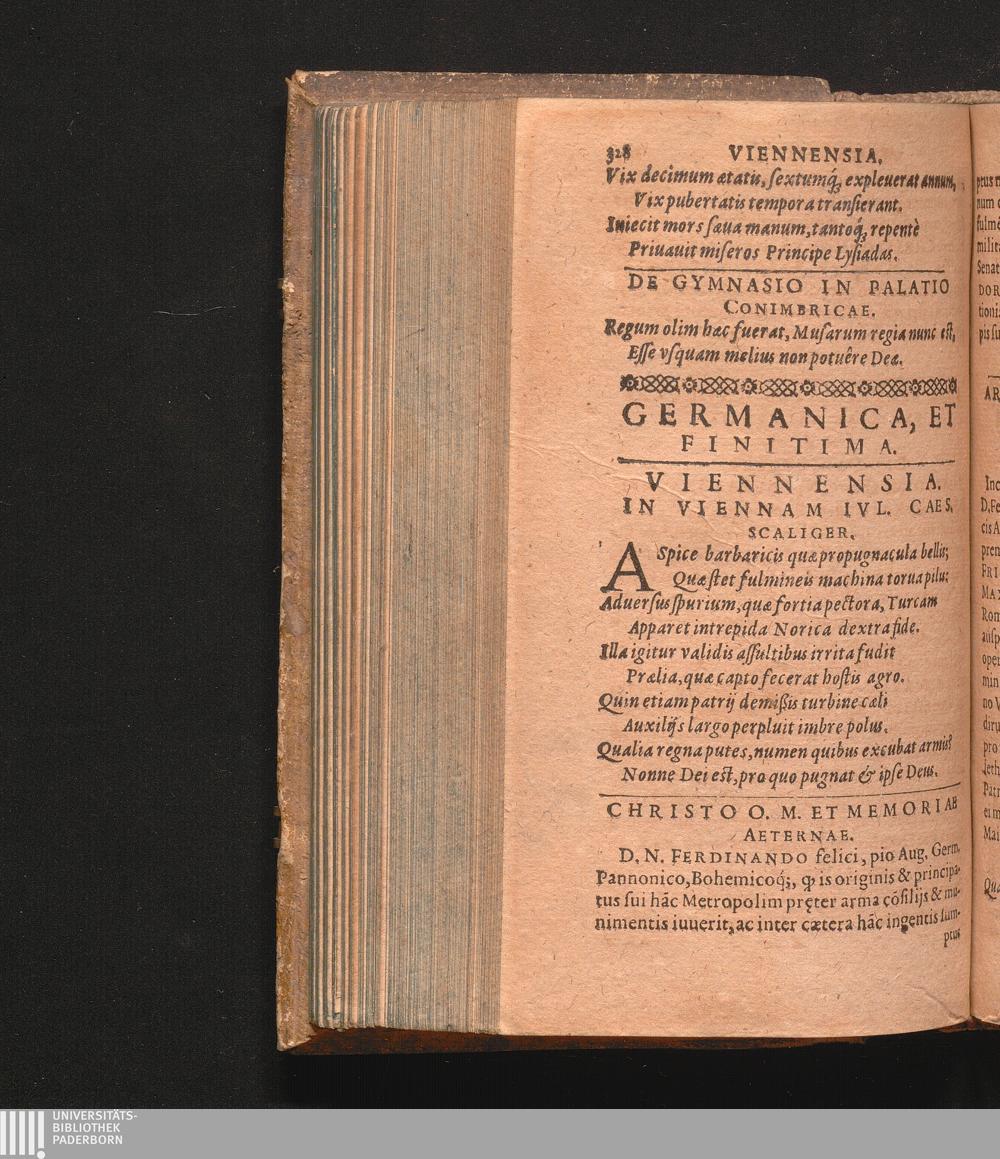 328 VIENNENSIA.
Vix decimum ætatis, ſextumq́ꝫ expleuerat annum,
Vix pubertatis tempora tranſierant.
Iniecit mors ſæua manum, tantoq́ꝫ repentè
Priuauit miſeros Principe Lyſiadas.
DE GYMNASIO IN PALATIO
CONIMBRICAE.
Regum olim hæc fuerat, Muſarum regia nunc eſt,
Eſſe vſquam melius non potuêre Deæ.
GERMANICA, ET
FINITIMA.
VIENNENSIA.
IN VIENNAM IVL. CAES.
SCALIGER.
ASpice barbaricis quæ propugnacula bellis;
Quæ ſtet fulmineis machina torua pilis:
Aduerſus ſpurium, quæ fortia pectora, Turcam
Apparet intrepida Norica dextra fide.
Illa igitur validis aſſultibus irrita fudit
Prælia, quæ capto fecerat hoſtis agro.
Quin etiam patrij demiſsis turbine cæli
Auxilijs largo perpluit imbre polus.
Qualia regna putes, numen quibus excubat armis?
Nonne Dei eſt, pro quo pugnat & ipſe Deus.
CHRISTO O. M. ET MEMORIAE
AETERNAE.
D. N. FERDINANDO felici, pio Aug. Germ.
Pannonico, Bohemicoq́;, ꝙ is originis & principa-
tus ſui hāc Metropolim pręter arma cōſilijs & mu-
nimentis iuuerit, ac inter cætera hāc ingentis ſum-
ptus
UNIVERSITÄTS-
BIBLIOTHEK
PADERBORN